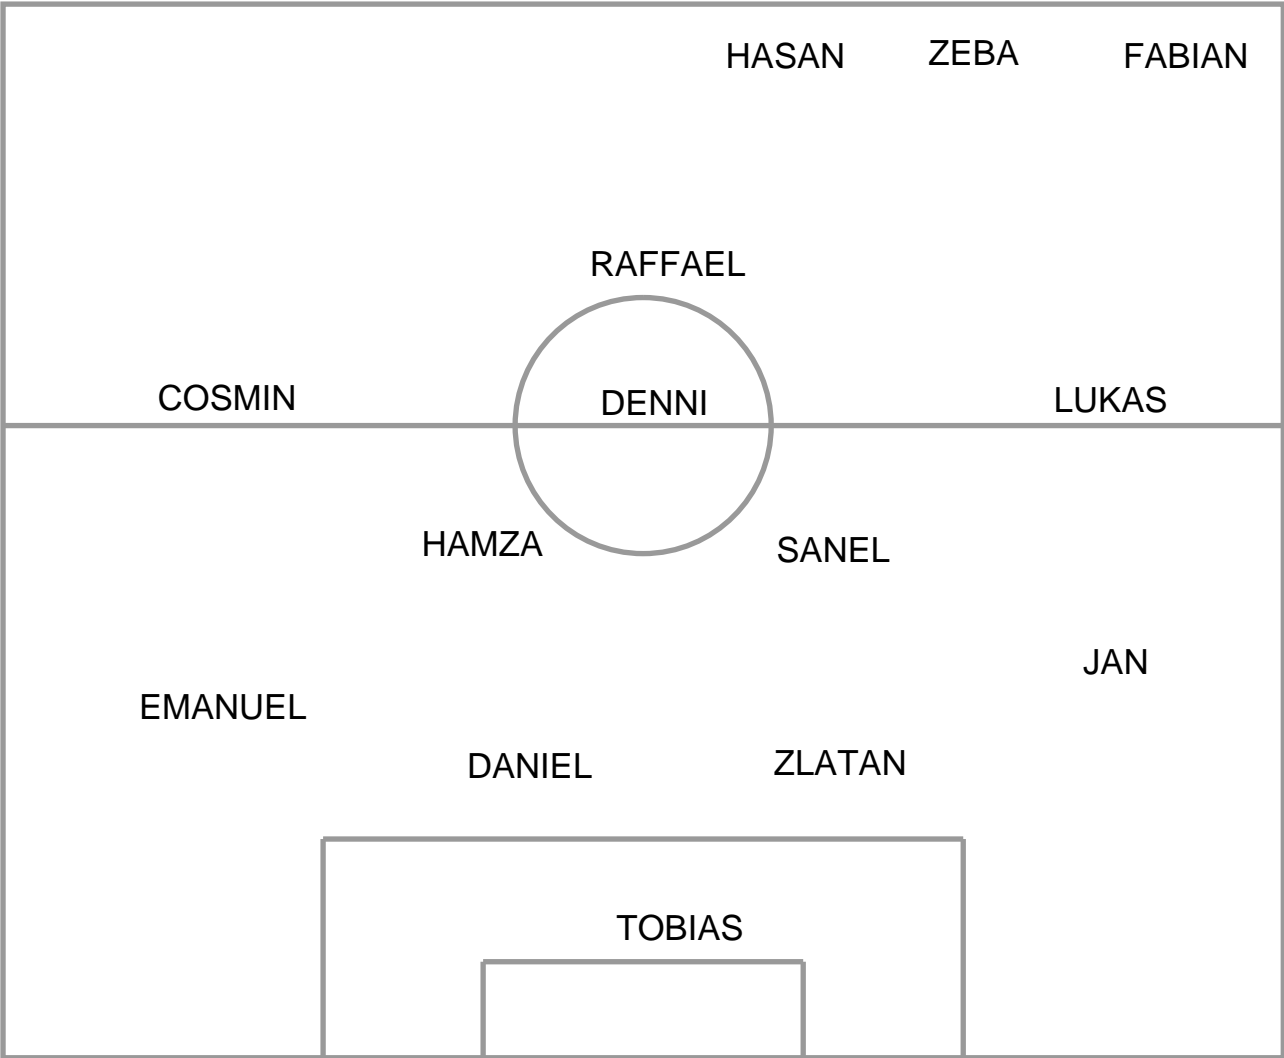 HASAN ZEBA FABIAN
RAFFAEL
COSMIN DENNI LUKAS
HAMZA SANEL
JAN
EMANUEL
DANIEL ZLATAN
TOBIAS